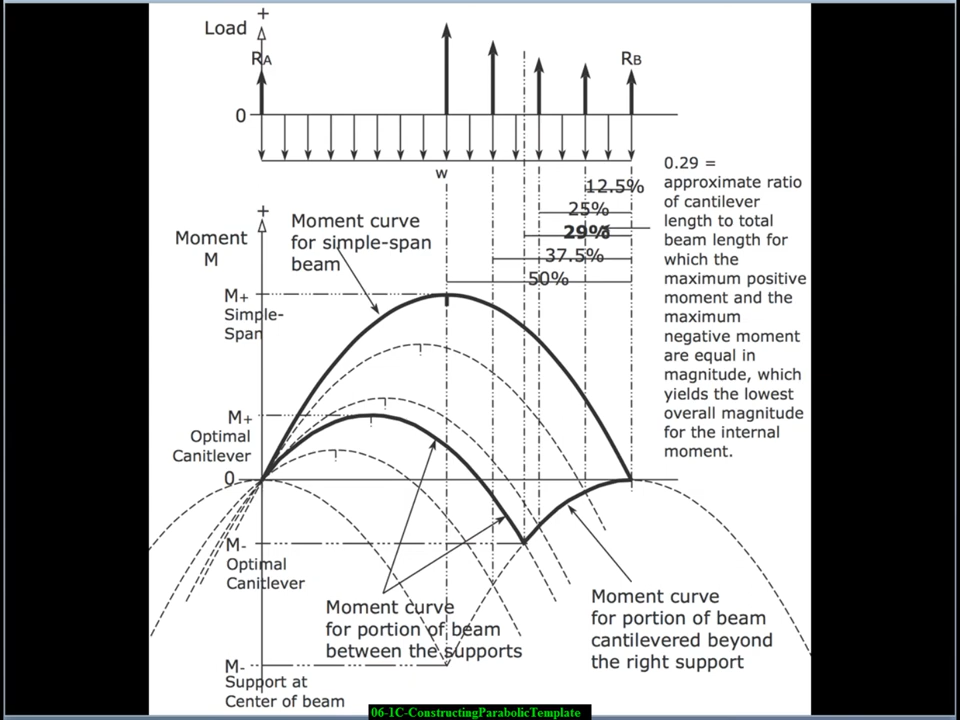 +
Load
RA
RB
0
w
0.29 =
approximate ratio
of cantilever
length to total
beam length for
which the
maximum positive
moment and the
maximum
negative moment
are equal in
magnitude, which
yields the lowest
overall magnitude
for the internal
moment.
12.5%
25%
29%
37.5%
50%
+
Moment
M
Moment curve
for simple-span
beam
M+
Simple-
Span
M+
Optimal
Canitlever
0
M-
Optimal
Canitlever
Moment curve
for portion of beam
between the supports
Moment curve
for portion of beam
cantilevered beyond
the right support
M-
Support at
Center of beam
06-1C-ConstructingParabolicTemplate